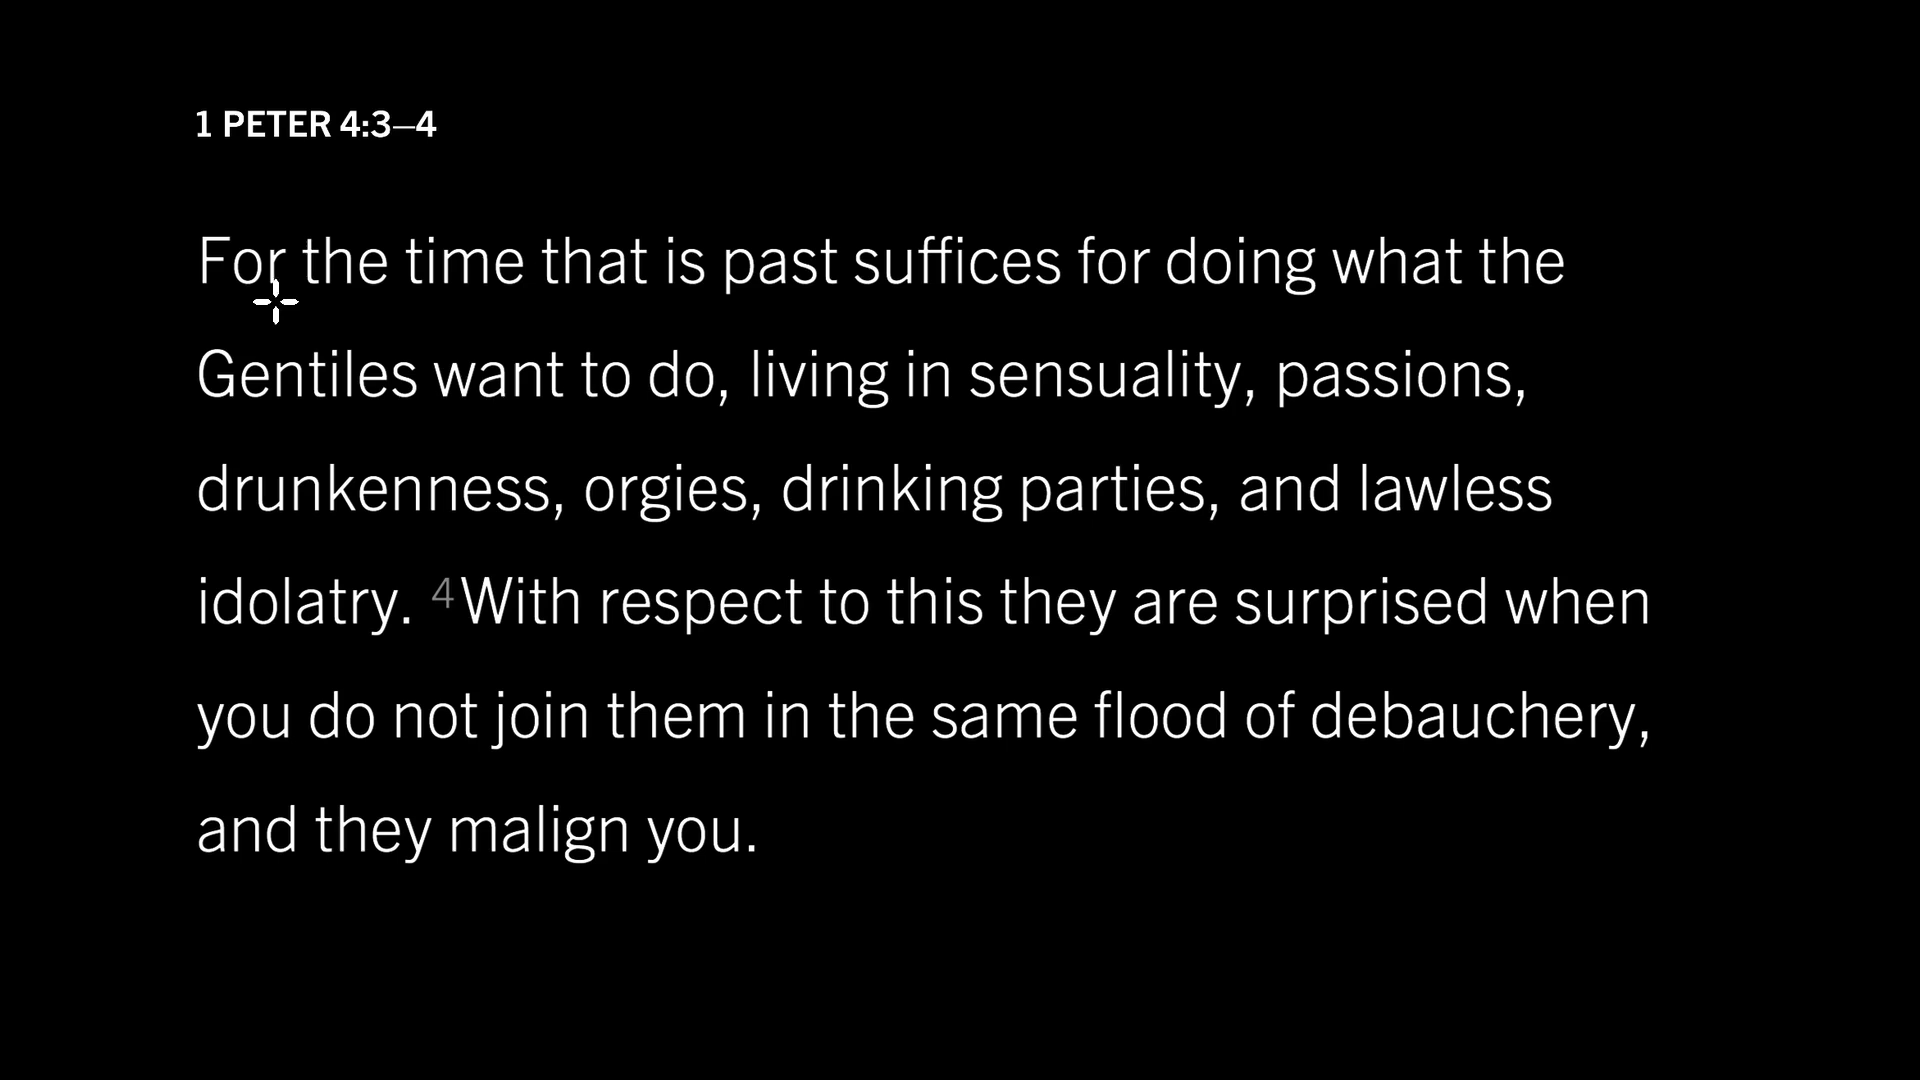 1 PETER 4:3–4
For the time that is past suffices for doing what the
Gentiles want to do, living in sensuality, passions,
drunkenness, orgies, drinking parties, and lawless
idolatry. 4 With respect to this they are surprised when
you do not join them in the same flood of debauchery,
and they malign you.